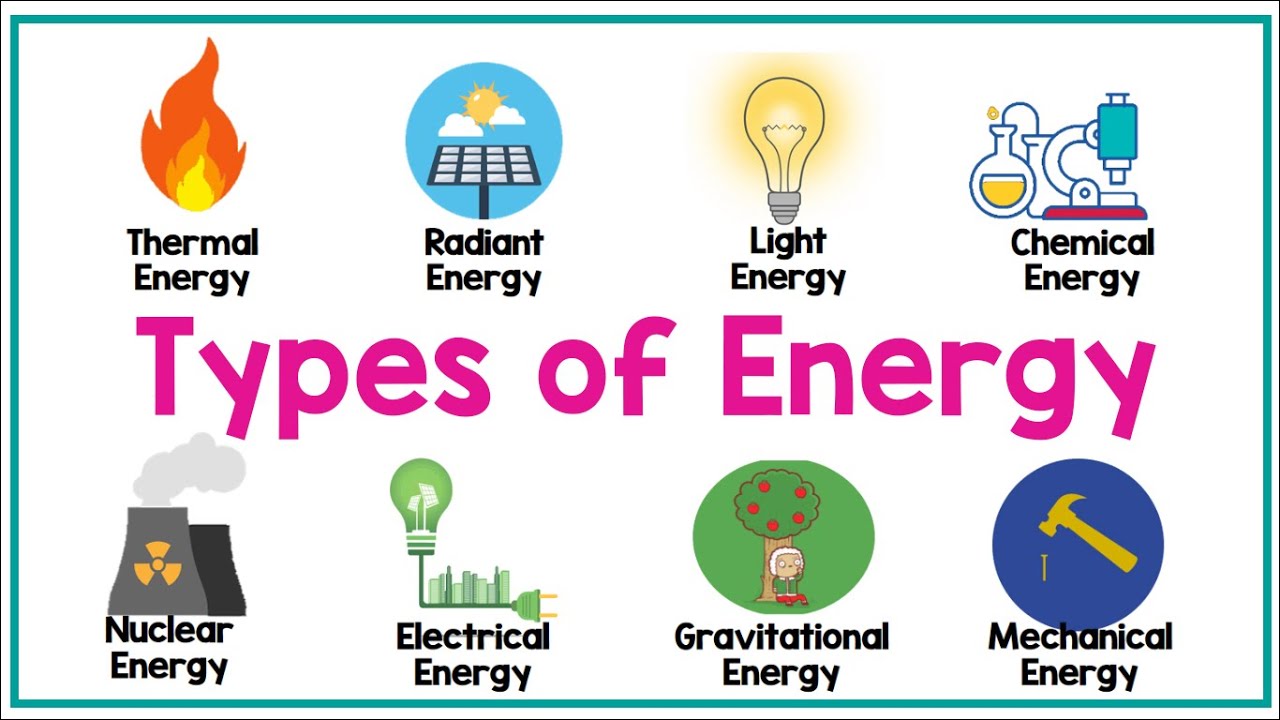 Thermal
Energy
Radiant
Energy
Light
Energy
Chemical
Energy
Types of Energy
Nuclear
Energy
Electrical
Energy
Gravitational
Energy
Mechanical
Energy